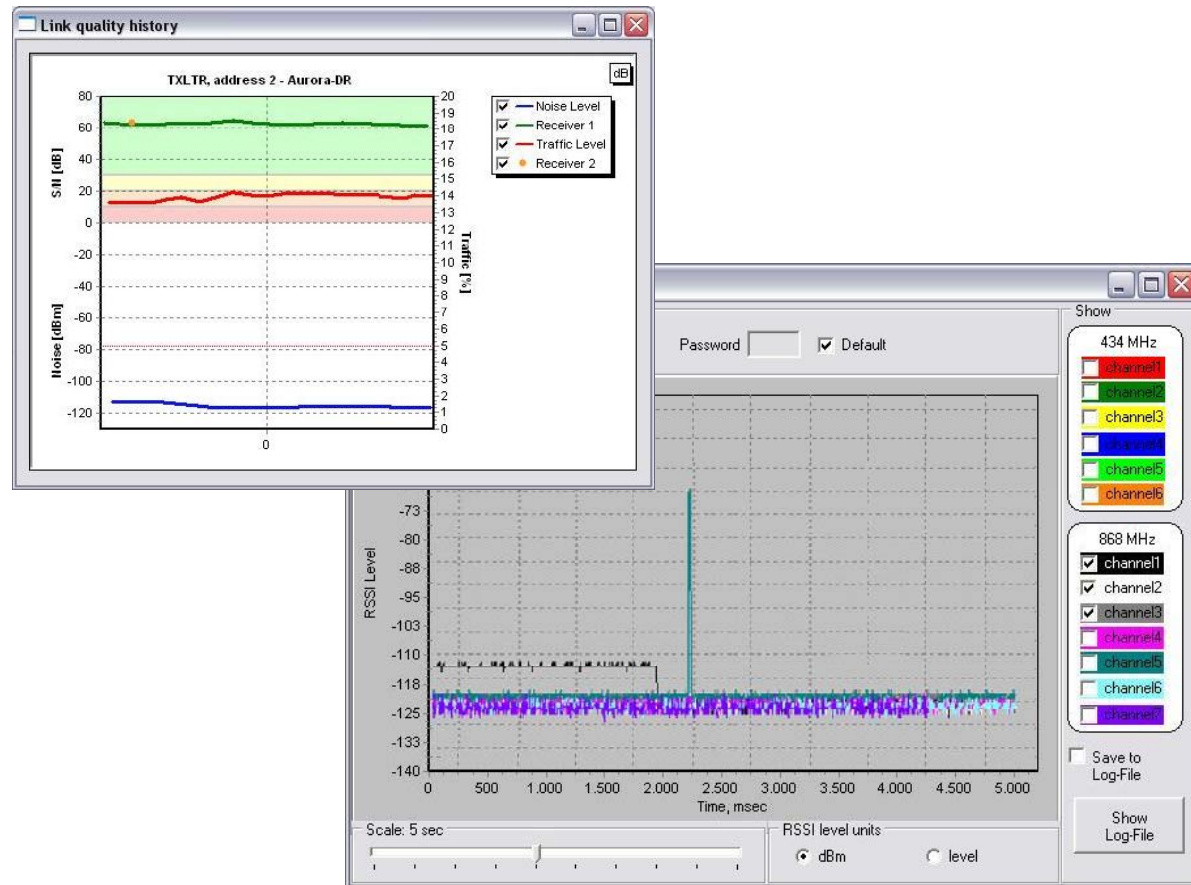 Link quality history
TXLTR, address 2 - Aurora-DR
dB
80
60
40
20
0
-20
-40
-60
-80
-100
-120
S/N [dB]
Noise [dBm]
20
19
18
17
16
15
14
13
12
11
10
9
8
7
6
5
4
3
2
1
0
Traffic [%]
0
Noise Level
Receiver 1
Traffic Level
Receiver 2
Password
Default
Show
434 MHz
channel1
channel2
channel3
channel4
channel5
channel6
868 MHz
channel1
channel2
channel3
channel4
channel5
channel6
channel7
Save to
Log-File
Show
Log-File
RSSI Level
-73
-80
-88
-95
-103
-110
-118
-125
-133
-140
0 500 1.000 1.500 2.000 2.500 3.000 3.500 4.000 4.500 5.000
Time, msec
Scale: 5 sec
RSSI level units
dBm level